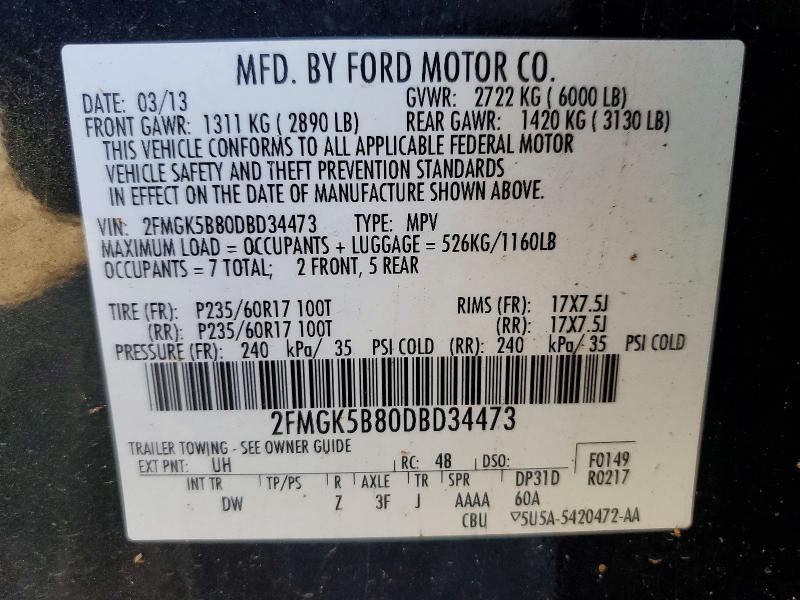 MFD. BY FORD MOTOR CO.
DATE: 03/13 GVWR: 2722 KG ( 6000 LB)
FRONT GAWR: 1311 KG ( 2890 LB) REAR GAWR: 1420 KG ( 3130 LB)
THIS VEHICLE CONFORMS TO ALL APPLICABLE FEDERAL MOTOR
VEHICLE SAFETY AND THEFT PREVENTION STANDARDS
IN EFFECT ON THE DATE OF MANUFACTURE SHOWN ABOVE.
VIN: 2FMGK5B80DBD34473 TYPE: MPV
MAXIMUM LOAD = OCCUPANTS + LUGGAGE = 526KG/1160LB
OCCUPANTS = 7 TOTAL; 2 FRONT, 5 REAR
TIRE (FR): P235/60R17 100T RIMS (FR): 17X7.5J
(RR): P235/60R17 100T (RR): 17X7.5J
PRESSURE (FR): 240 kPa/ 35 PSI COLD (RR): 240 kPa/ 35 PSI COLD
2FMGK5B80DBD34473
TRAILER TOWING - SEE OWNER GUIDE
EXT PNT: UH RC: 48 DSO: F0149
INT TR TP/PS R AXLE TR SPR DP31D R0217
DW Z 3F J AAAA 60A
CBU ▽5U5A-5420472-AA